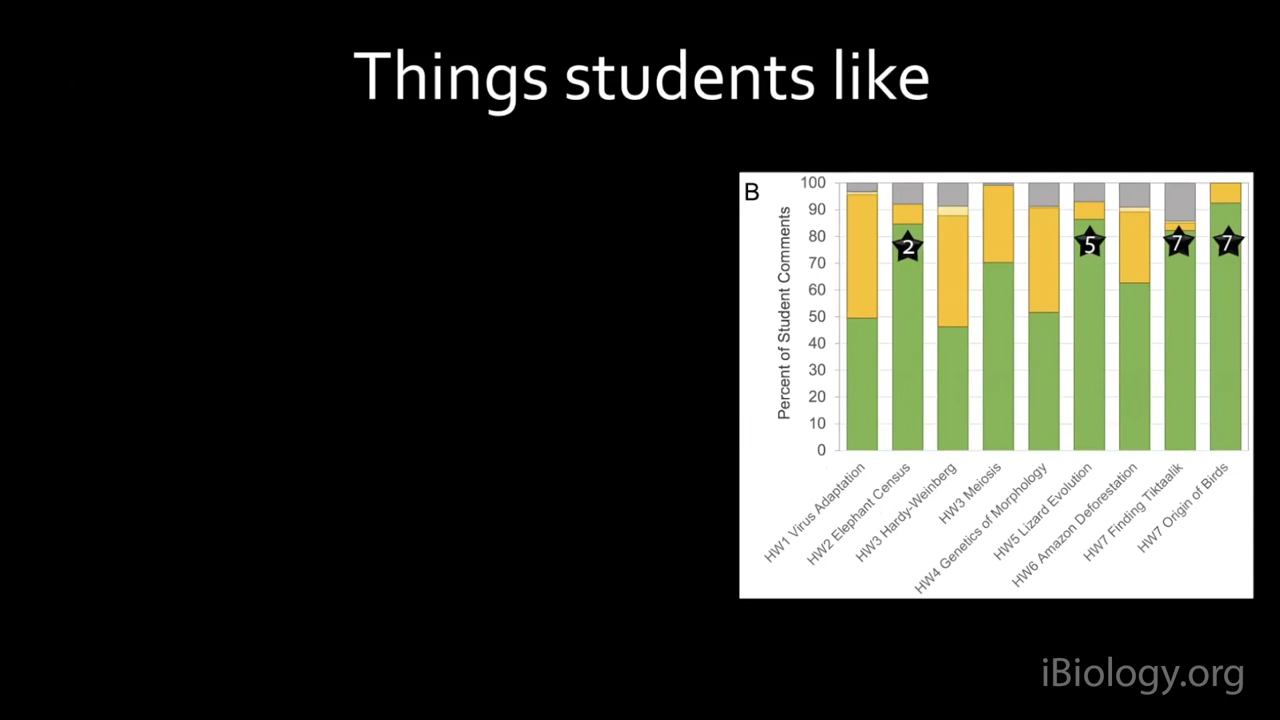 Things students like
B
Percent of Student Comments
100
90
80
70
60
50
40
30
20
10
0
2
5
7
7
HW1 Virus Adaptation
HW2 Elephant Census
HW3 Hardy-Weinberg
HW3 Meiosis
HW4 Genetics of Morphology
HW5 Lizard Evolution
HW6 Amazon Deforestation
HW7 Finding Tiktaalik
HW7 Origin of Birds
iBiology.org